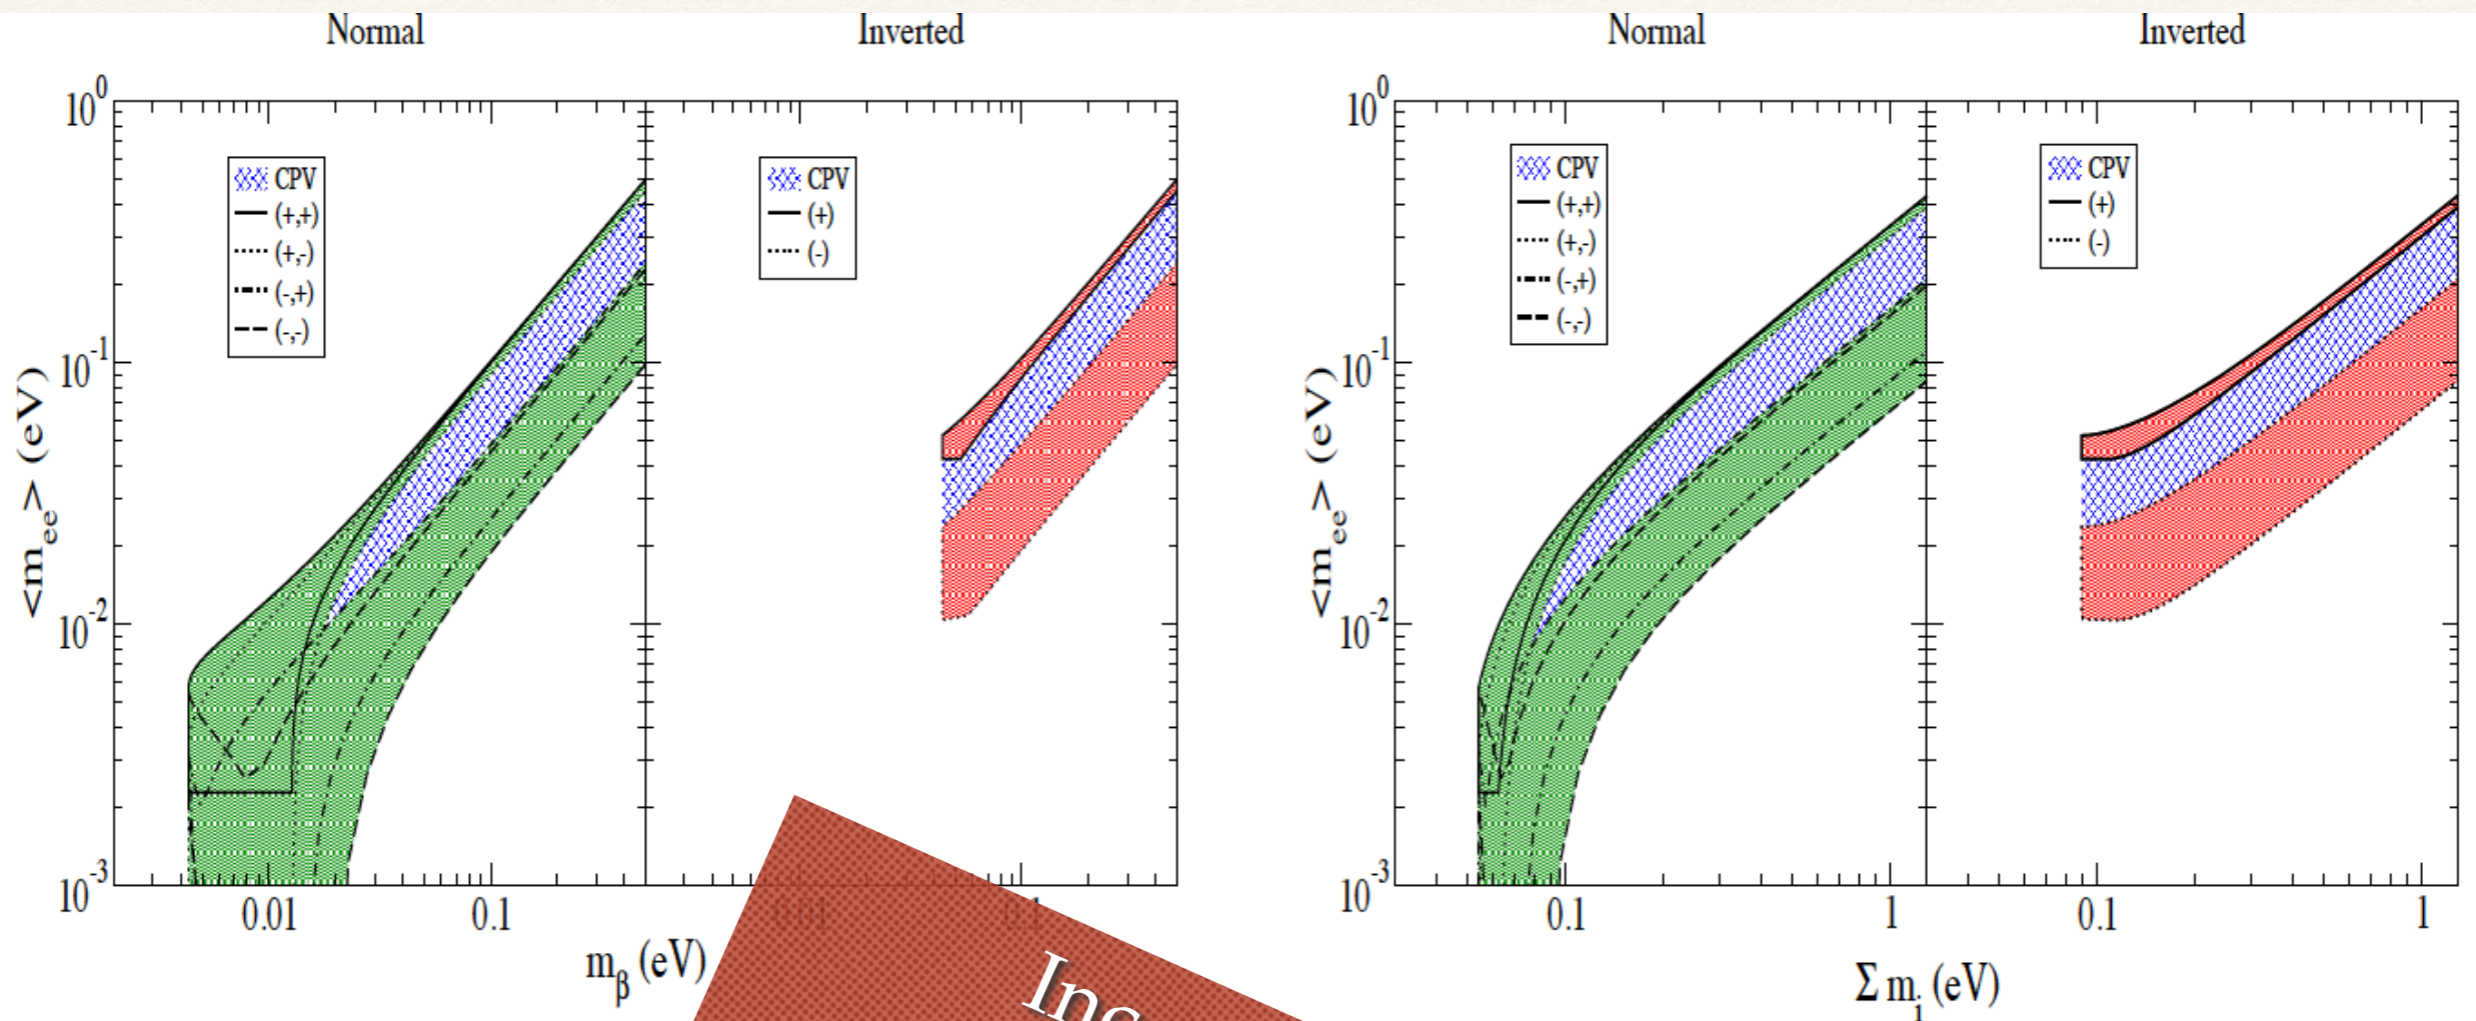 Normal
Inverted
Normal
Inverted
<m_ee> (eV)
10^0
10^-1
10^-2
10^-3
CPV
(+,+)
(+,-)
(-,+)
(-,-)
CPV
(+)
(-)
0.01
0.1
0.01
0.1
m_β (eV)
<m_ee> (eV)
10^0
10^-1
10^-2
10^-3
CPV
(+,+)
(+,-)
(-,+)
(-,-)
CPV
(+)
(-)
0.1
1
0.1
1
Σ m_i (eV)